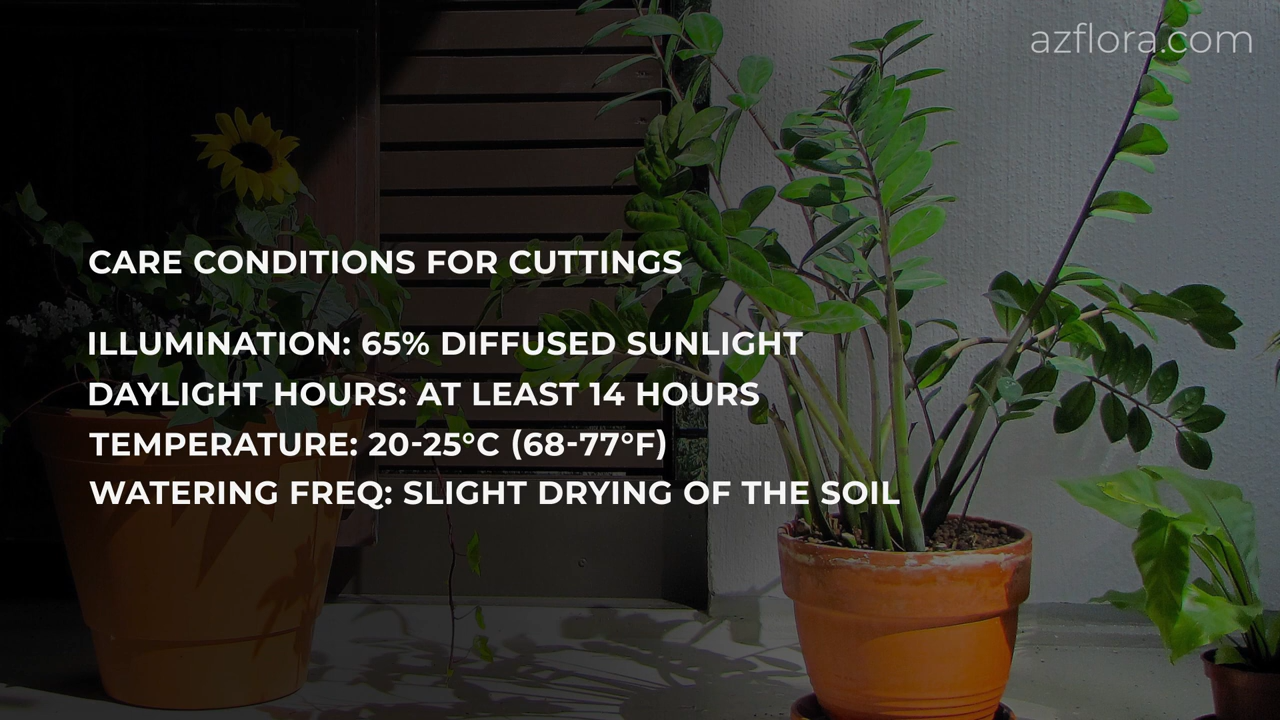 azflora.com
CARE CONDITIONS FOR CUTTINGS
ILLUMINATION: 65% DIFFUSED SUNLIGHT
DAYLIGHT HOURS: AT LEAST 14 HOURS
TEMPERATURE: 20-25°C (68-77°F)
WATERING FREQ: SLIGHT DRYING OF THE SOIL